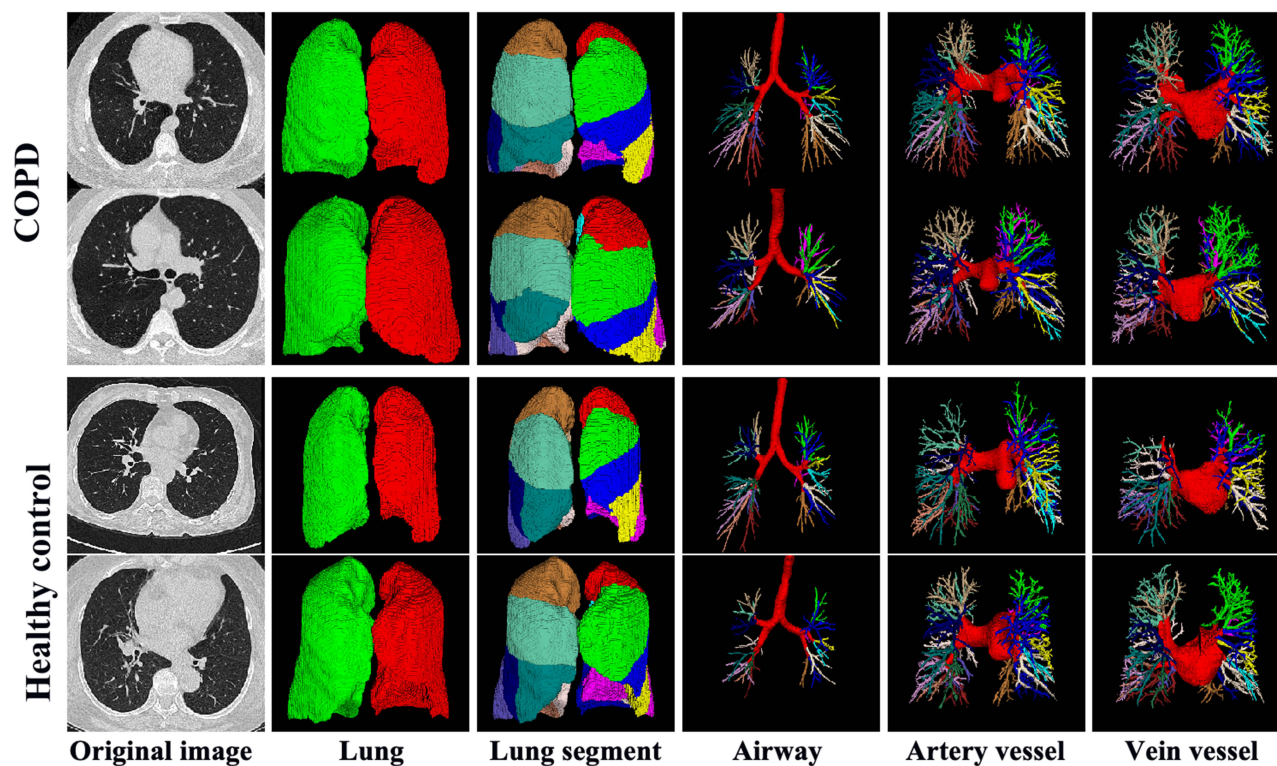 COPD
Healthy control
Original image
Lung
Lung segment
Airway
Artery vessel
Vein vessel